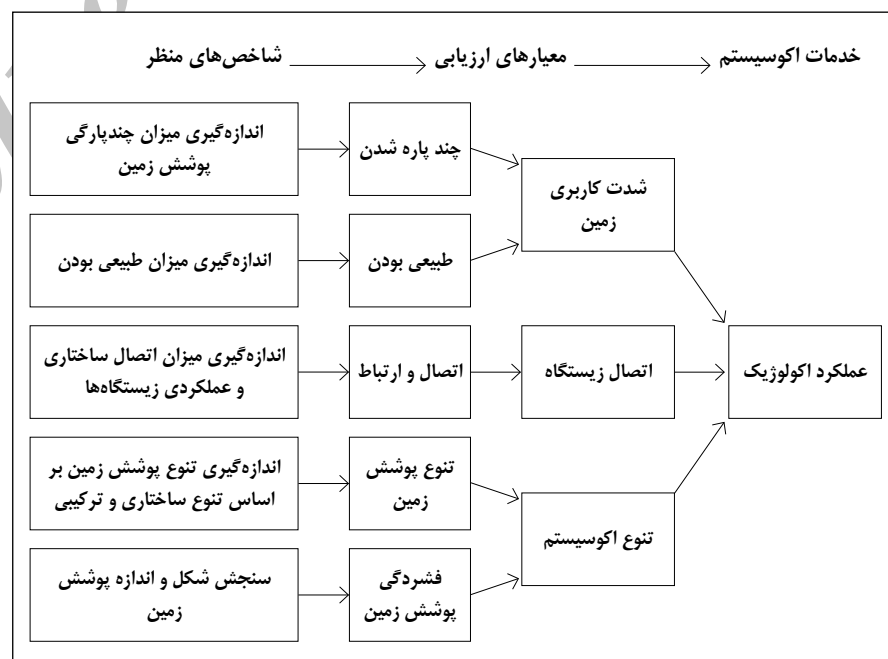 شاخص‌های منظر
معیارهای ارزیابی
خدمات اکوسیستم
اندازه‌گیری میزان چندپارگی
پوشش زمین
چند پاره شدن
شدت کاربری
زمین
اندازه‌گیری میزان طبیعی بودن
طبیعی بودن
اندازه‌گیری میزان اتصال ساختاری
و عملکردی زیستگاه‌ها
اتصال و ارتباط
اتصال زیستگاه
عملکرد اکولوژیک
اندازه‌گیری تنوع پوشش زمین بر
اساس تنوع ساختاری و ترکیبی
تنوع پوشش
زمین
تنوع اکوسیستم
سنجش شکل و اندازه پوشش
زمین
فشردگی
پوشش زمین